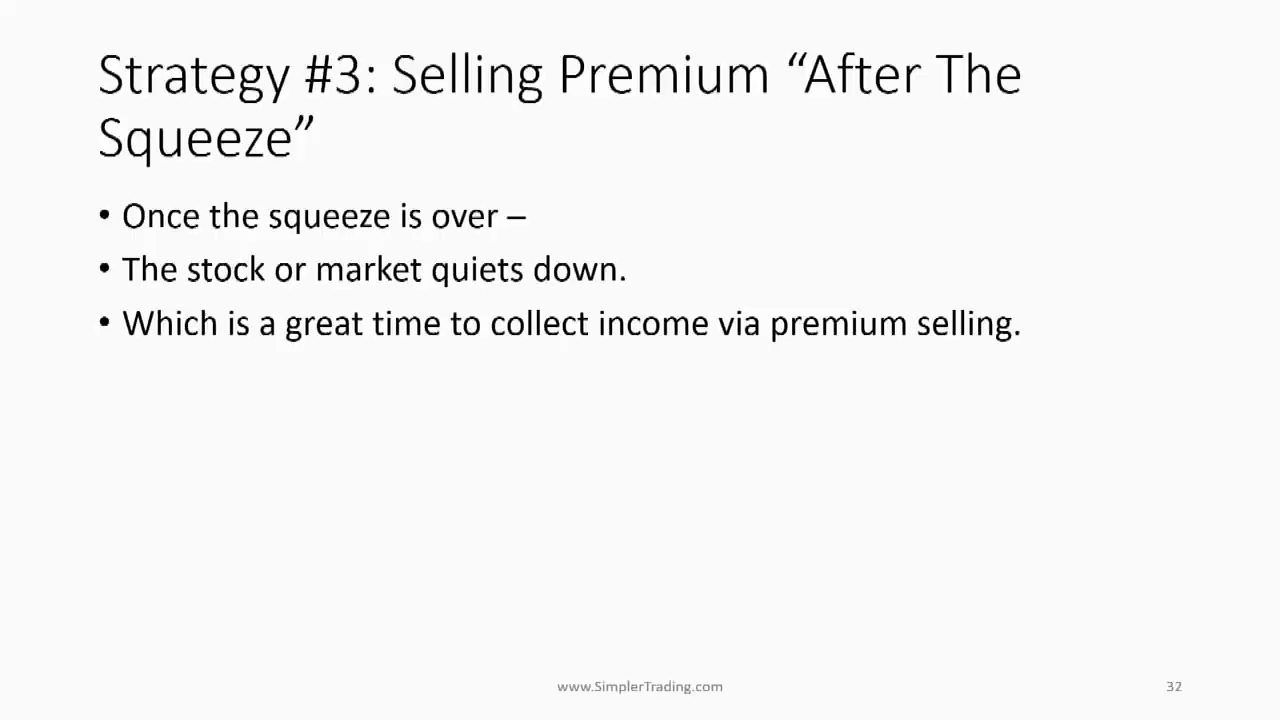 Strategy #3: Selling Premium “After The
Squeeze”
• Once the squeeze is over –
• The stock or market quiets down.
• Which is a great time to collect income via premium selling.
www.SimplerTrading.com
32